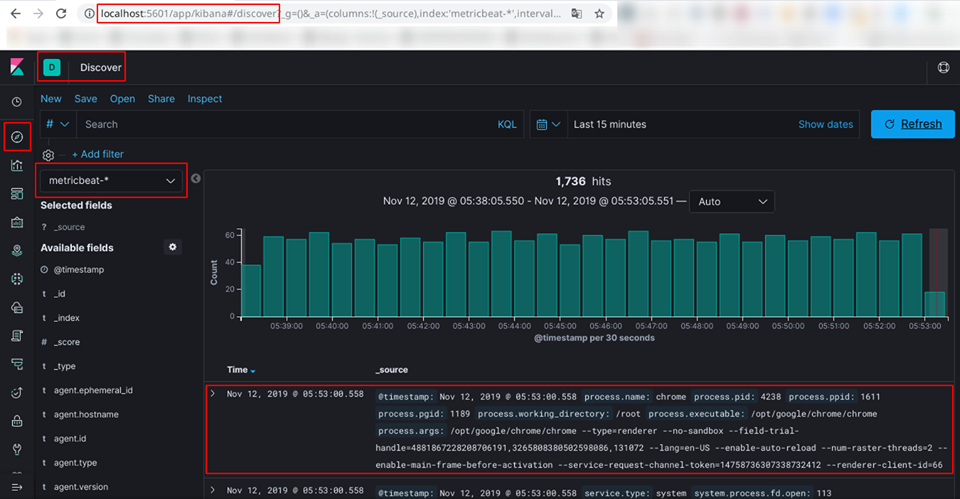 localhost:5601/app/kibana#/discover?_g=()&_a=(columns:!(_source),index:'metricbeat-*',interval...
D Discover
New Save Open Share Inspect
# Search KQL Last 15 minutes Show dates Refresh
+ Add filter
metricbeat-*
1,736 hits
Nov 12, 2019 @ 05:38:05.550 - Nov 12, 2019 @ 05:53:05.551 — Auto
Selected fields
? _source
Available fields
@timestamp
t _id
t _index
# _score
t _type
t agent.ephemeral_id
t agent.hostname
t agent.id
t agent.type
t agent.version
Count
60
40
20
0
05:39:00 05:40:00 05:41:00 05:42:00 05:43:00 05:44:00 05:45:00 05:46:00 05:47:00 05:48:00 05:49:00 05:50:00 05:51:00 05:52:00 05:53:00
@timestamp per 30 seconds
Time _source
Nov 12, 2019 @ 05:53:00.558 @timestamp: Nov 12, 2019 @ 05:53:00.558 process.name: chrome process.pid: 4238 process.ppid: 1611
process.pgid: 1189 process.working_directory: /root process.executable: /opt/google/chrome/chrome
process.args: /opt/google/chrome/chrome --type=renderer --no-sandbox --field-trial-
handle=4881867228208706191,3265808380502598086,131072 --lang=en-US --enable-auto-reload --num-raster-threads=2 --
enable-main-frame-before-activation --service-request-channel-token=14758736307338732412 --renderer-client-id=66
Nov 12, 2019 @ 05:53:00.558 @timestamp: Nov 12, 2019 @ 05:53:00.558 service.type: system system.process.fd.open: 113